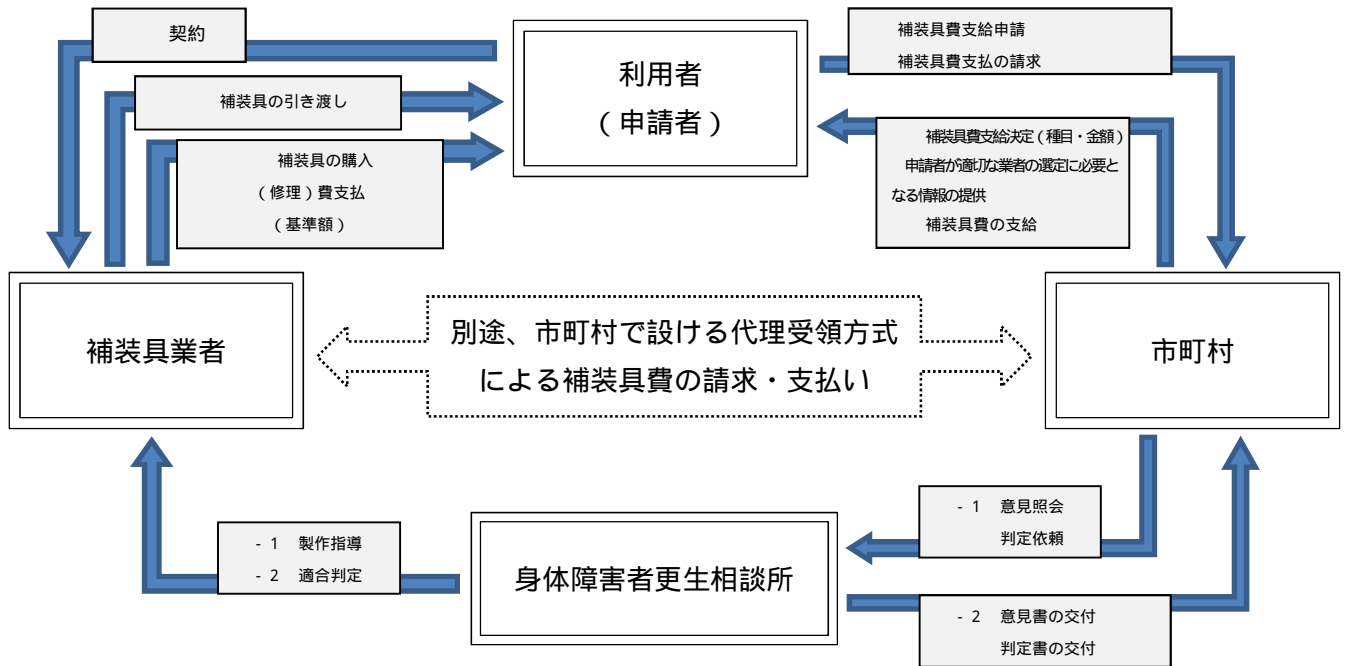 契約
補装具の引き渡し
補装具の購入
(修理)費支払
(基準額)
利用者
(申請者)
補装具費支給申請
補装具費支払の請求
補装具費支給決定(種目・金額)
申請者が適切な業者の選定に必要と
なる情報の提供
補装具費の支給
補装具業者
別途、市町村で設ける代理受領方式
による補装具費の請求・支払い
市町村
- 1 製作指導
- 2 適合判定
身体障害者更生相談所
- 1 意見照会
判定依頼
- 2 意見書の交付
判定書の交付